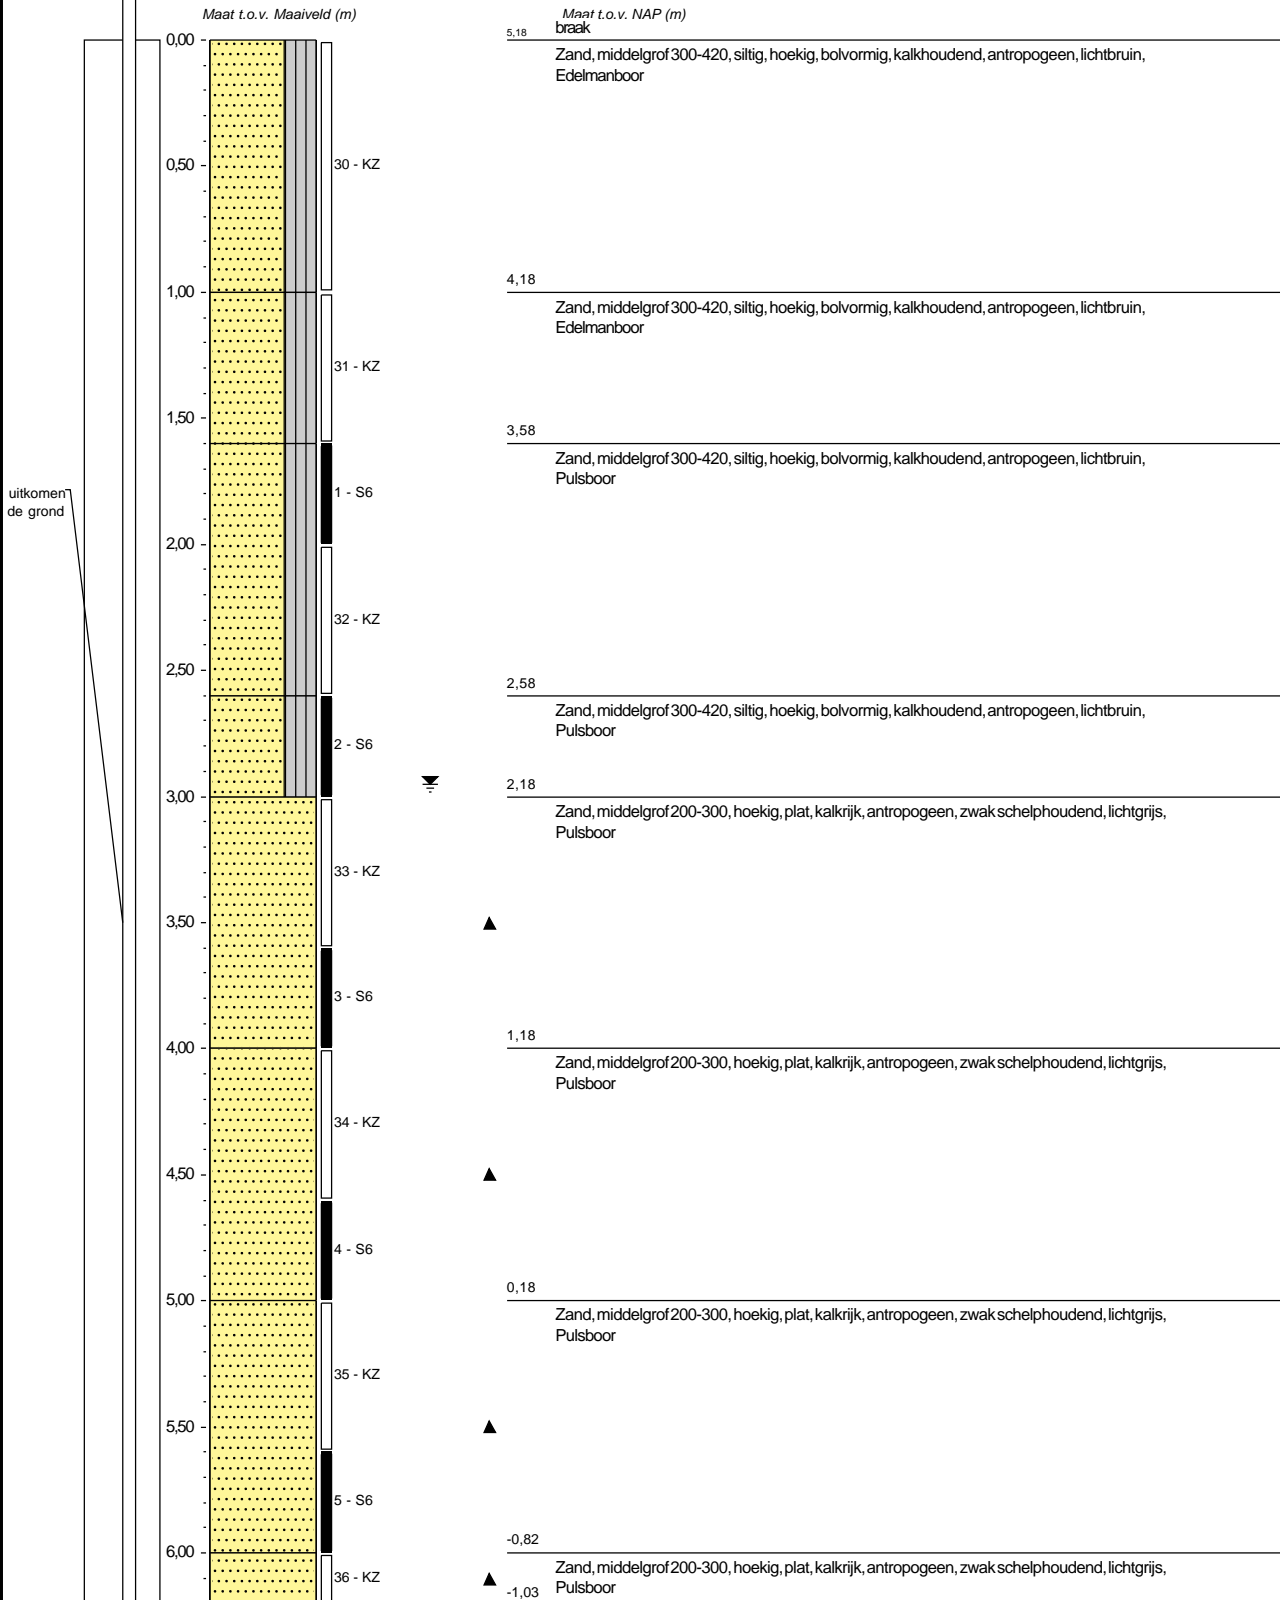 Maat t.o.v. Maaiveld (m)
Maat t.o.v. NAP (m)
5,18 braak
0,00
Zand, middelgrof 300-420, siltig, hoekig, bolvormig, kalkhoudend, antropogeen, lichtbruin,
Edelmanboor
0,50
30 - KZ
4,18
1,00
Zand, middelgrof 300-420, siltig, hoekig, bolvormig, kalkhoudend, antropogeen, lichtbruin,
Edelmanboor
31 - KZ
1,50
3,58
Zand, middelgrof 300-420, siltig, hoekig, bolvormig, kalkhoudend, antropogeen, lichtbruin,
Pulsboor
1 - S6
uitkomen
de grond
2,00
32 - KZ
2,50
2,58
Zand, middelgrof 300-420, siltig, hoekig, bolvormig, kalkhoudend, antropogeen, lichtbruin,
Pulsboor
2 - S6
2,18
3,00
Zand, middelgrof 200-300, hoekig, plat, kalkrijk, antropogeen, zwak schelphoudend, lichtgrijs,
Pulsboor
33 - KZ
3,50
3 - S6
1,18
4,00
Zand, middelgrof 200-300, hoekig, plat, kalkrijk, antropogeen, zwak schelphoudend, lichtgrijs,
Pulsboor
34 - KZ
4,50
4 - S6
0,18
5,00
Zand, middelgrof 200-300, hoekig, plat, kalkrijk, antropogeen, zwak schelphoudend, lichtgrijs,
Pulsboor
35 - KZ
5,50
5 - S6
-0,82
6,00
Zand, middelgrof 200-300, hoekig, plat, kalkrijk, antropogeen, zwak schelphoudend, lichtgrijs,
Pulsboor
36 - KZ
-1,03